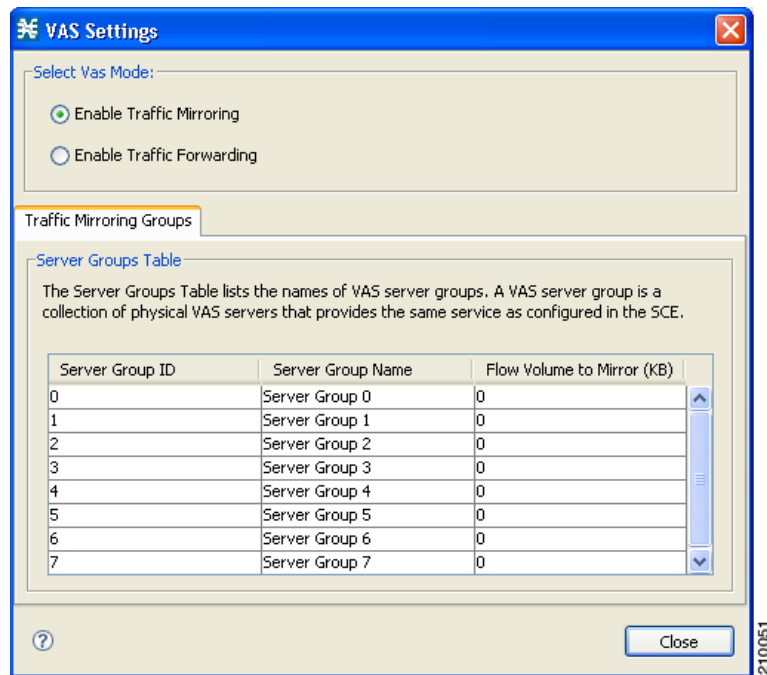 VAS Settings
Select Vas Mode:
Enable Traffic Mirroring
Enable Traffic Forwarding
Traffic Mirroring Groups
Server Groups Table
The Server Groups Table lists the names of VAS server groups. A VAS server group is a
collection of physical VAS servers that provides the same service as configured in the SCE.
Server Group ID Server Group Name Flow Volume to Mirror (KB)
0 Server Group 0 0
1 Server Group 1 0
2 Server Group 2 0
3 Server Group 3 0
4 Server Group 4 0
5 Server Group 5 0
6 Server Group 6 0
7 Server Group 7 0
? Close
210051